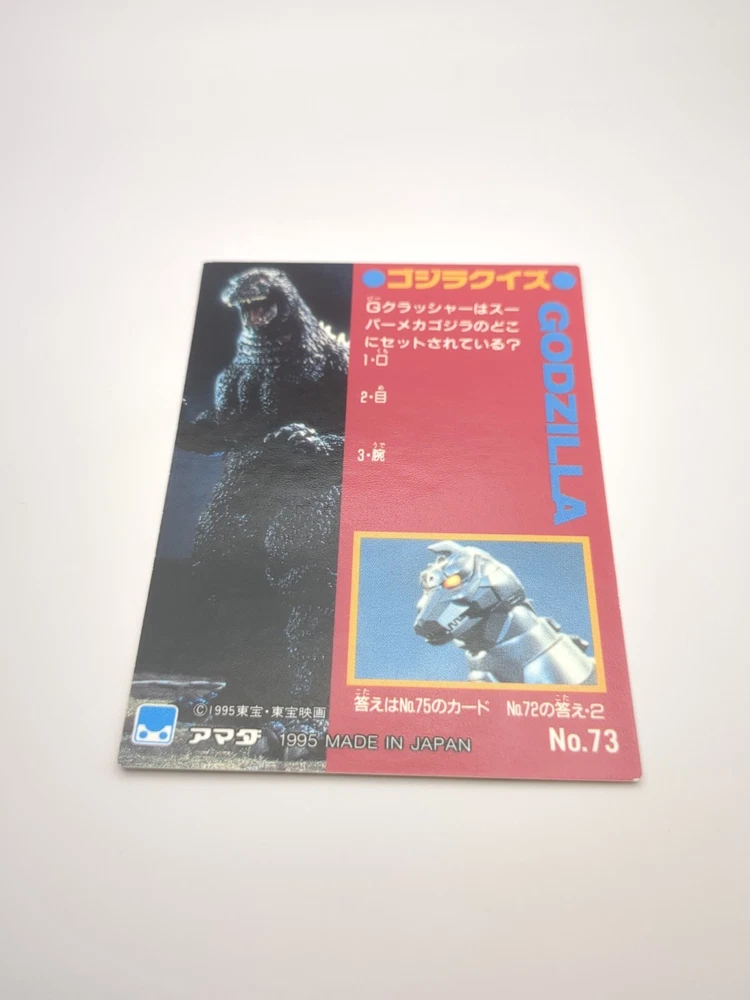 ●ゴジラクイズ●
GODZILLA
Gクラッシャーはスー
パーメカゴジラのどこ
にセットされている?
1・口
2・目
3・腕
答えはNo.75のカード No.72の答え・2
©1995東宝・東宝映画
アマダ 1995 MADE IN JAPAN
No.73